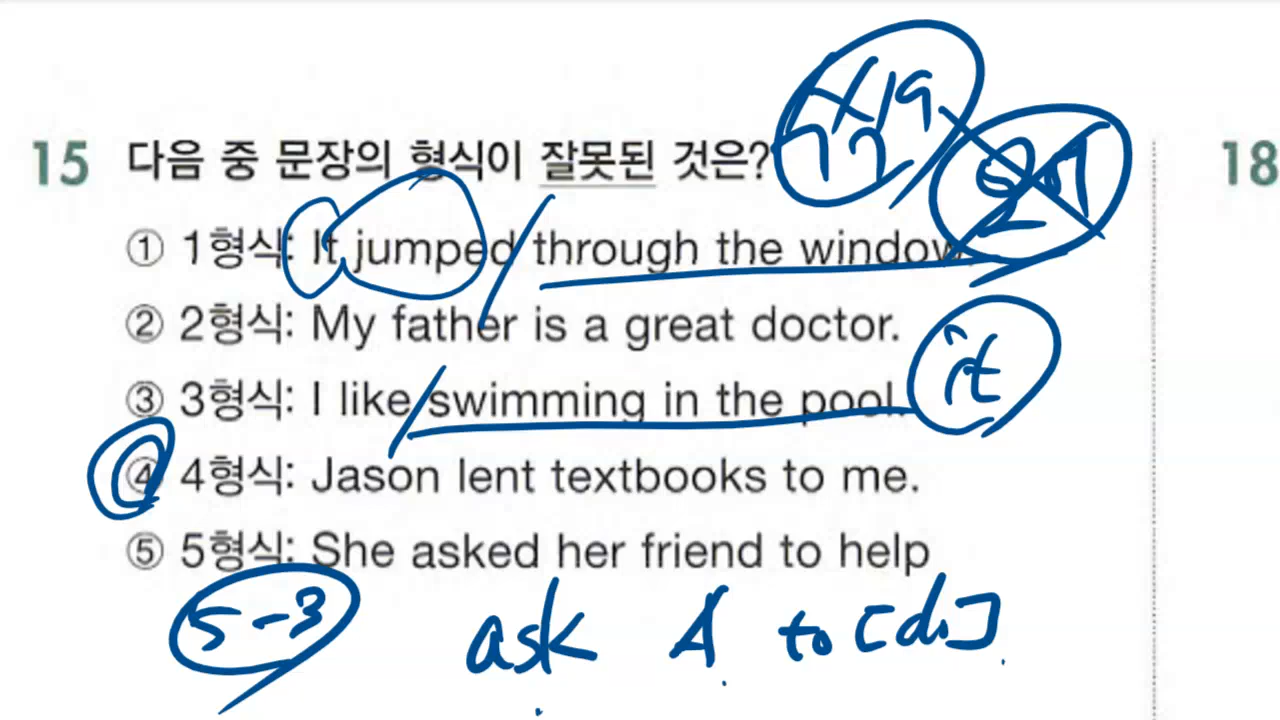 15 다음 중 문장의 형식이 잘못된 것은?
18
① 1형식: It jumped through the window
② 2형식: My father is a great doctor.
③ 3형식: I like swimming in the pool.
it
④ 4형식: Jason lent textbooks to me.
⑤ 5형식: She asked her friend to help
5-3 ask A to [do]